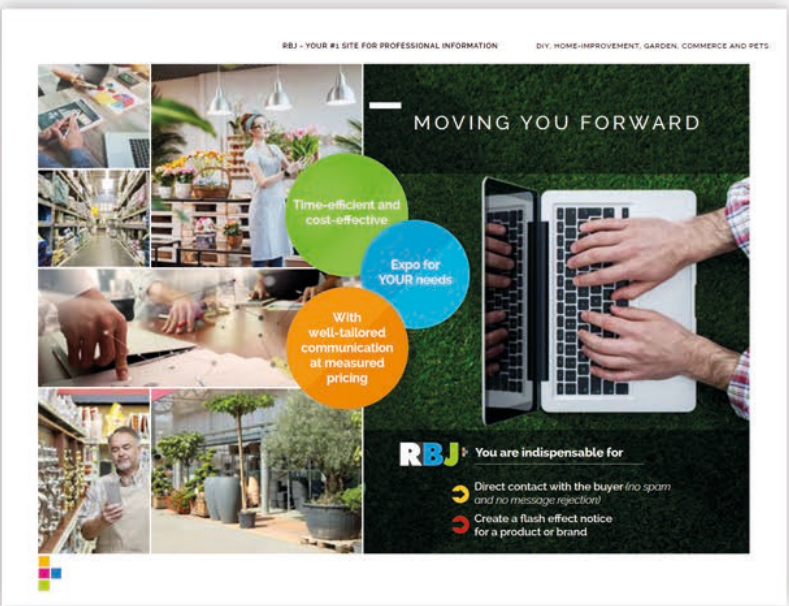 RBJ - YOUR #1 SITE FOR PROFESSIONAL INFORMATION
DIY, HOME-IMPROVEMENT, GARDEN, COMMERCE AND PETS
MOVING YOU FORWARD
Time-efficient and
cost-effective
Expo for
YOUR needs
With
well-tailored
communication
at measured
pricing
RBJ
You are indispensable for
Direct contact with the buyer (no spam
and no message rejection)
Create a flash effect notice
for a product or brand